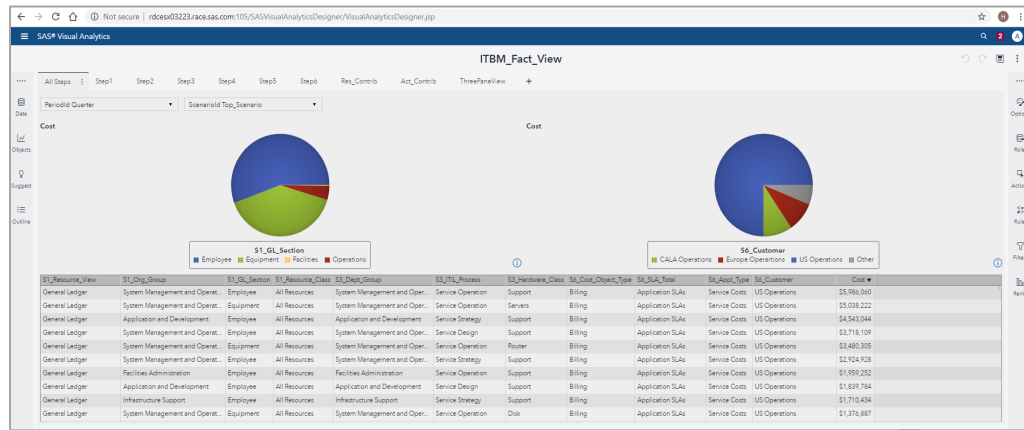 Not secure | rdcesx03223.race.sas.com:105/SASVisualAnalyticsDesigner/VisualAnalyticsDesigner.jsp H
SAS® Visual Analytics 2 A
ITBM_Fact_View
All Steps Step1 Step2 Step3 Step4 Step5 Step6 Res_Contrib Act_Contrib ThreePaneView +
PeriodId Quarter ScenarioId Top_Scenario
Data
Objects
Suggest
Outline
Optio
Role
Actio
Rule
Filte
Rank
Cost Cost
S1_GL_Section S6_Customer
Employee Equipment Facilities Operations CALA Operations Europe Operations US Operations Other
S1_Resource_View S1_Org_Group S1_GL_Section S1_Resource_Class S3_Dept_Group S3_ITIL_Process S3_Hardware_Class S6_Cost_Object_Type S6_SLA_Total S6_Appl_Type S6_Customer Cost ▼
General Ledger System Management and Operat... Employee All Resources System Management and Oper... Service Operation Support Billing Application SLAs Service Costs US Operations $5,986,060
General Ledger System Management and Operat... Equipment All Resources System Management and Oper... Service Operation Servers Billing Application SLAs Service Costs US Operations $5,038,222
General Ledger Application and Development Employee All Resources Application and Development Service Strategy Support Billing Application SLAs Service Costs US Operations $4,543,044
General Ledger System Management and Operat... Employee All Resources System Management and Oper... Service Design Support Billing Application SLAs Service Costs US Operations $3,718,109
General Ledger System Management and Operat... Equipment All Resources System Management and Oper... Service Operation Router Billing Application SLAs Service Costs US Operations $3,480,305
General Ledger System Management and Operat... Employee All Resources System Management and Oper... Service Strategy Support Billing Application SLAs Service Costs US Operations $2,924,928
General Ledger Facilities Administration Employee All Resources Facilities Administration Service Operation Support Billing Application SLAs Service Costs US Operations $1,959,252
General Ledger Application and Development Employee All Resources Application and Development Service Design Support Billing Application SLAs Service Costs US Operations $1,839,784
General Ledger Infrastructure Support Employee All Resources Infrastructure Support Service Strategy Support Billing Application SLAs Service Costs US Operations $1,710,434
General Ledger System Management and Operat... Equipment All Resources System Management and Oper... Service Operation Disk Billing Application SLAs Service Costs US Operations $1,376,887